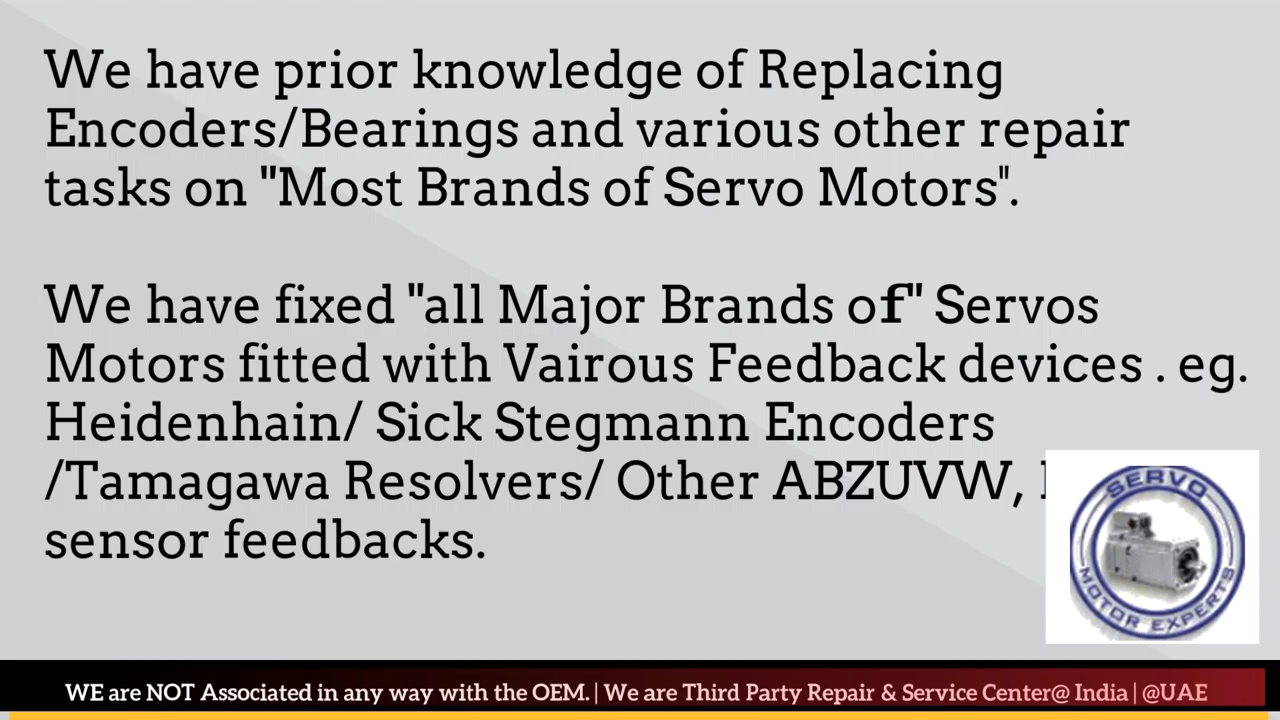 We have prior knowledge of Replacing
Encoders/Bearings and various other repair
tasks on "Most Brands of Servo Motors".
We have fixed "all Major Brands of" Servos
Motors fitted with Vairous Feedback devices . eg.
Heidenhain/ Sick Stegmann Encoders
/Tamagawa Resolvers/ Other ABZUVW,
sensor feedbacks.
SERVO
MOTOR EXPERTS
WE are NOT Associated in any way with the OEM. | We are Third Party Repair & Service Center@ India | @UAE